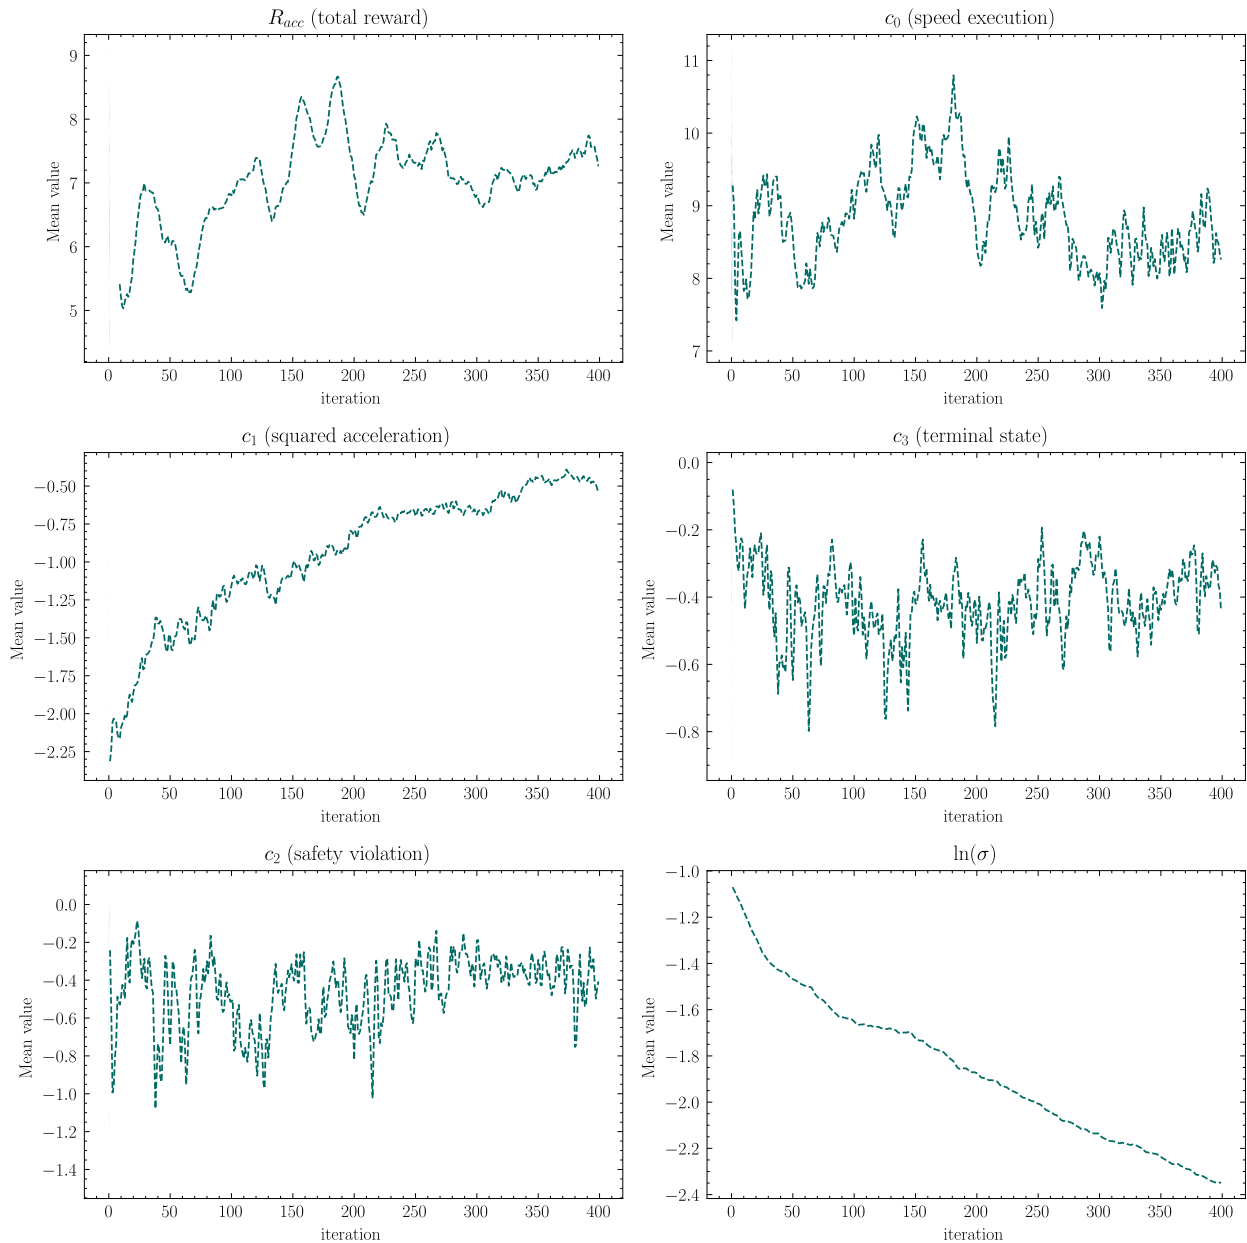 R_acc (total reward)
Mean value
9
8
7
6
5
0 50 100 150 200 250 300 350 400
iteration
c_0 (speed execution)
Mean value
11
10
9
8
7
0 50 100 150 200 250 300 350 400
iteration
c_1 (squared acceleration)
Mean value
−0.50
−0.75
−1.00
−1.25
−1.50
−1.75
−2.00
−2.25
0 50 100 150 200 250 300 350 400
iteration
c_3 (terminal state)
Mean value
0.0
−0.2
−0.4
−0.6
−0.8
0 50 100 150 200 250 300 350 400
iteration
c_2 (safety violation)
Mean value
0.0
−0.2
−0.4
−0.6
−0.8
−1.0
−1.2
−1.4
0 50 100 150 200 250 300 350 400
iteration
ln(σ)
Mean value
−1.0
−1.2
−1.4
−1.6
−1.8
−2.0
−2.2
−2.4
0 50 100 150 200 250 300 350 400
iteration